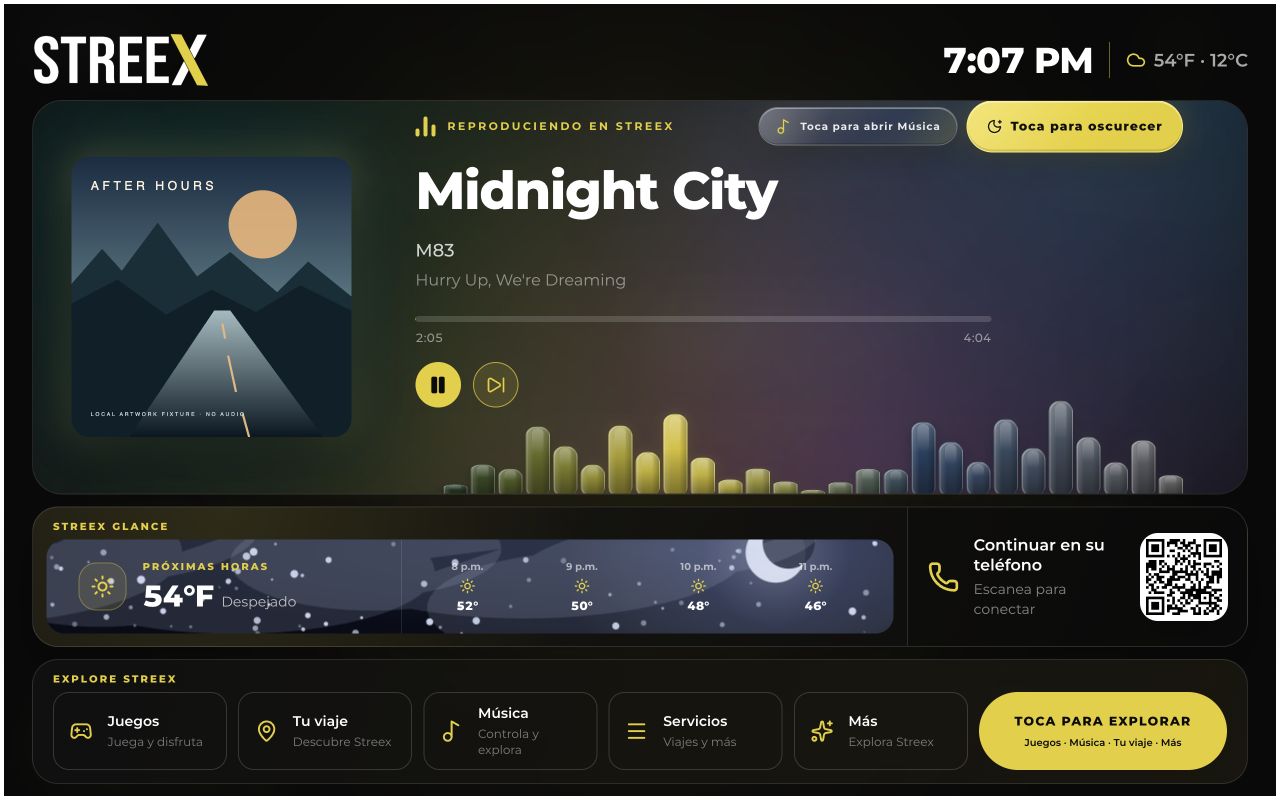 STREEX
7:07 PM
54°F · 12°C
REPRODUCIENDO EN STREEX
Toca para abrir Música
Toca para oscurecer
AFTER HOURS
LOCAL ARTWORK FIXTURE · NO AUDIO
Midnight City
M83
Hurry Up, We're Dreaming
2:05
4:04
STREEX GLANCE
PRÓXIMAS HORAS
54°F Despejado
8 p.m.
52°
9 p.m.
50°
10 p.m.
48°
11 p.m.
46°
Continuar en su
teléfono
Escanea para
conectar
EXPLORE STREEX
Juegos
Juega y disfruta
Tu viaje
Descubre Streex
Música
Controla y
explora
Servicios
Viajes y más
Más
Explora Streex
TOCA PARA EXPLORAR
Juegos · Música · Tu viaje · Más